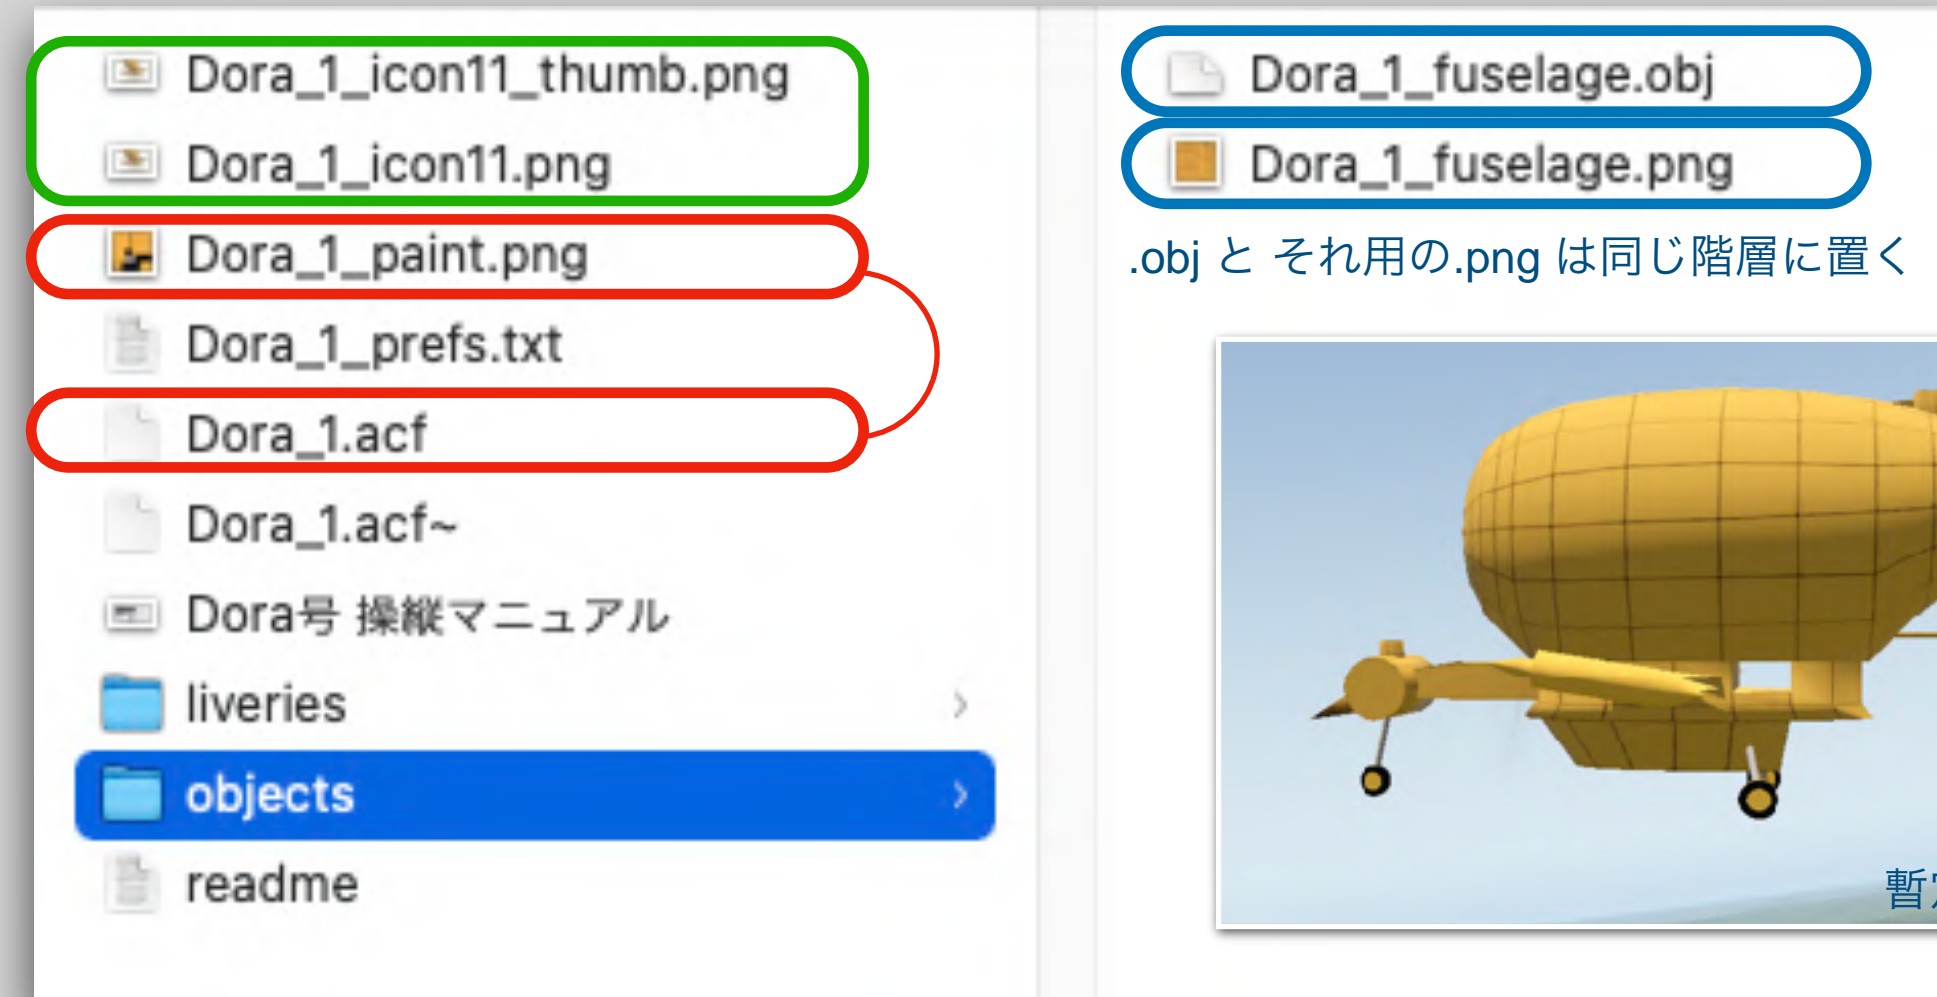 Dora_1_icon11_thumb.png
Dora_1_icon11.png
Dora_1_paint.png
Dora_1_prefs.txt
Dora_1.acf
Dora_1.acf~
Dora号 操縦マニュアル
liveries
objects
readme
Dora_1_fuselage.obj
Dora_1_fuselage.png
.obj と それ用の.png は同じ階層に置く